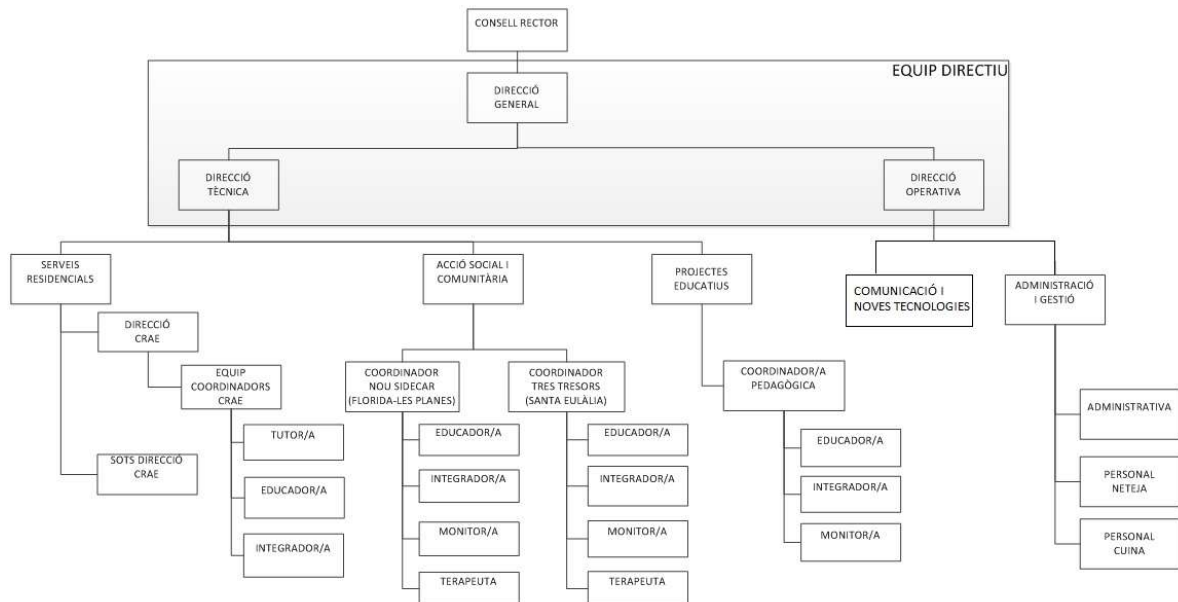 CONSELL RECTOR
EQUIP DIRECTIU
DIRECCIÓ
GENERAL
DIRECCIÓ
TÈCNICA
DIRECCIÓ
OPERATIVA
SERVEIS
RESIDENCIALS
ACCIÓ SOCIAL I
COMUNITÀRIA
PROJECTES
EDUCATIUS
COMUNICACIÓ I
NOVES TECNOLOGIES
ADMINISTRACIÓ
I GESTIÓ
DIRECCIÓ
CRAE
EQUIP
COORDINADORS
CRAE
TUTOR/A
EDUCADOR/A
INTEGRADOR/A
SOTS DIRECCIÓ
CRAE
COORDINADOR
NOU SIDECAR
(FLORIDA-LES PLANES)
EDUCADOR/A
INTEGRADOR/A
MONITOR/A
TERAPEUTA
COORDINADOR
TRES TRESORS
(SANTA EULÀLIA)
EDUCADOR/A
INTEGRADOR/A
MONITOR/A
TERAPEUTA
COORDINADOR/A
PEDAGÒGICA
EDUCADOR/A
INTEGRADOR/A
MONITOR/A
ADMINISTRATIVA
PERSONAL
NETEJA
PERSONAL
CUINA